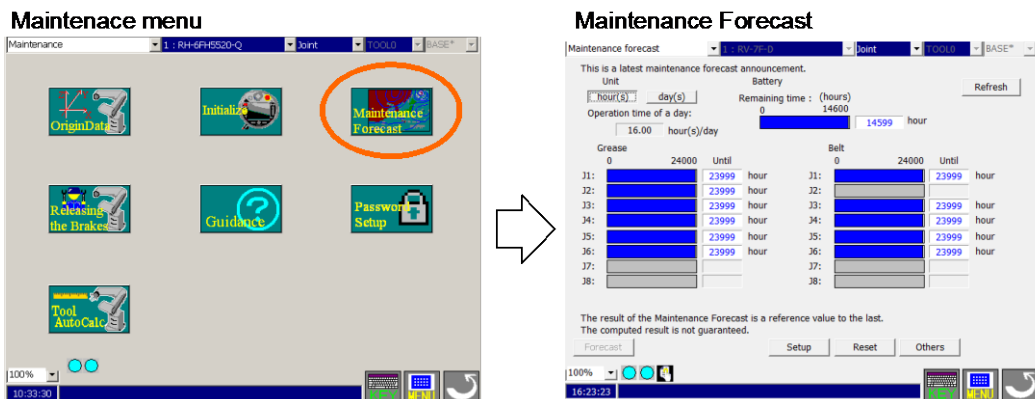 Maintenace menu
Maintenance 1 : RH-6FH5520-Q Joint TOOL0 BASE*
OriginData
Initialize
Maintenance
Forecast
Releasing
the Brakes
Guidance
Password
Setup
Tool
AutoCalc
100%
10:33:30 KEY MENU
Maintenance Forecast
Maintenance forecast 1 : RV-7F-D Joint TOOL0 BASE*
This is a latest maintenance forecast announcement.
Unit Battery
hour(s) day(s) Remaining time : (hours) Refresh
Operation time of a day: 0 14600
16.00 hour(s)/day 14599 hour
Grease Belt
0 24000 Until 0 24000 Until
J1: 23999 hour J1: 23999 hour
J2: 23999 hour J2:
J3: 23999 hour J3: 23999 hour
J4: 23999 hour J4: 23999 hour
J5: 23999 hour J5: 23999 hour
J6: 23999 hour J6: 23999 hour
J7: J7:
J8: J8:
The result of the Maintenance Forecast is a reference value to the last.
The computed result is not guaranteed.
Forecast Setup Reset Others
100%
16:23:23 KEY MENU